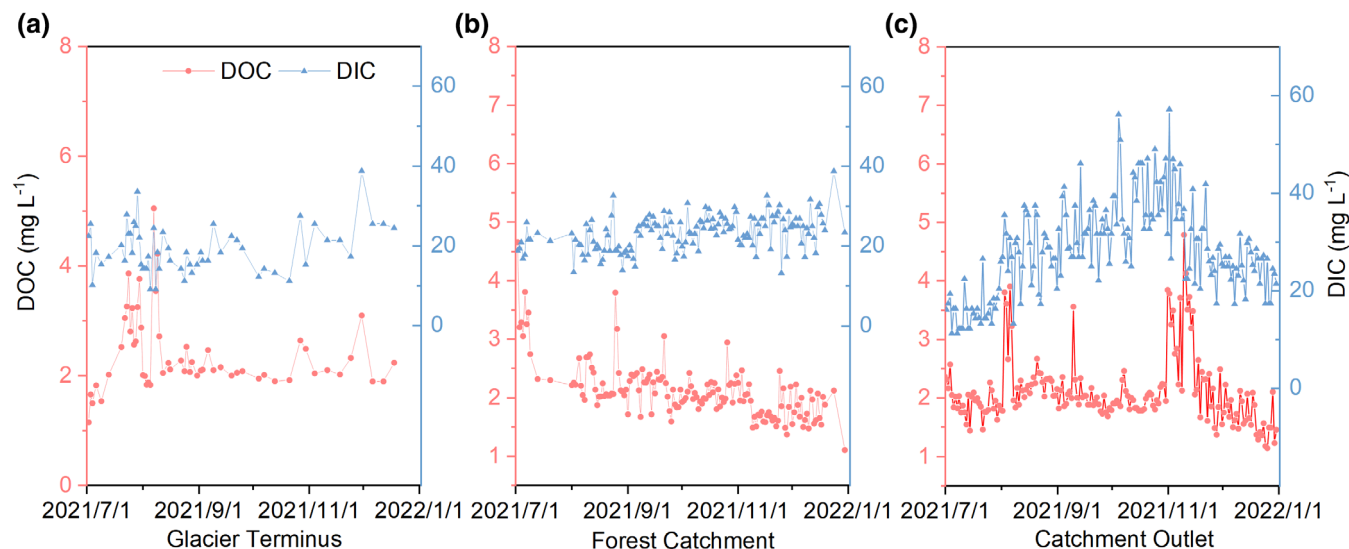 (a)
(b)
(c)
DOC DIC
DOC (mg L⁻¹)
8
6
4
2
0
60
40
20
0
8
7
6
5
4
3
2
1
60
40
20
0
8
7
6
5
4
3
2
1
60
40
20
0
DIC (mg L⁻¹)
2021/7/1 2021/9/1 2021/11/1 2022/1/1
Glacier Terminus
2021/7/1 2021/9/1 2021/11/1 2022/1/1
Forest Catchment
2021/7/1 2021/9/1 2021/11/1 2022/1/1
Catchment Outlet